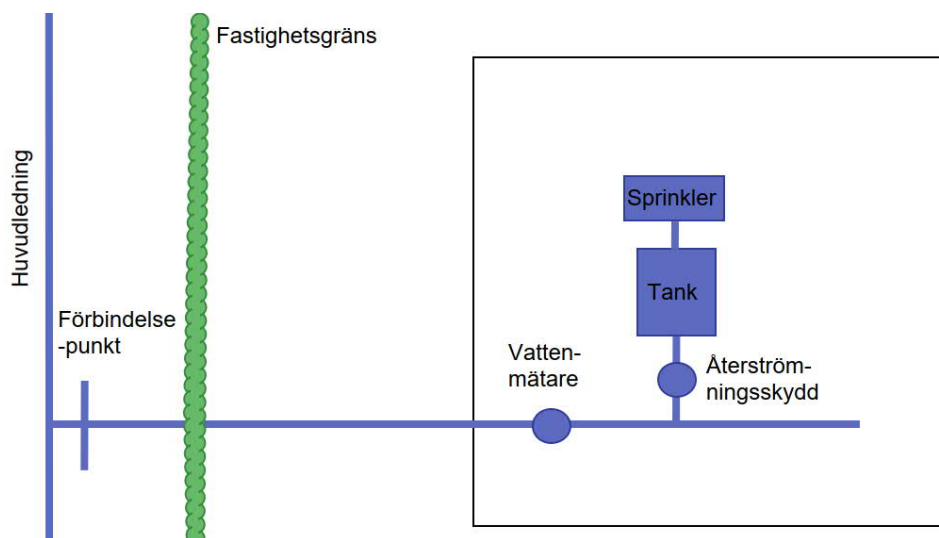 Fastighetsgräns
Huvudledning
Sprinkler
Tank
Förbindelse
-punkt
Vatten-
mätare
Återström-
ningsskydd